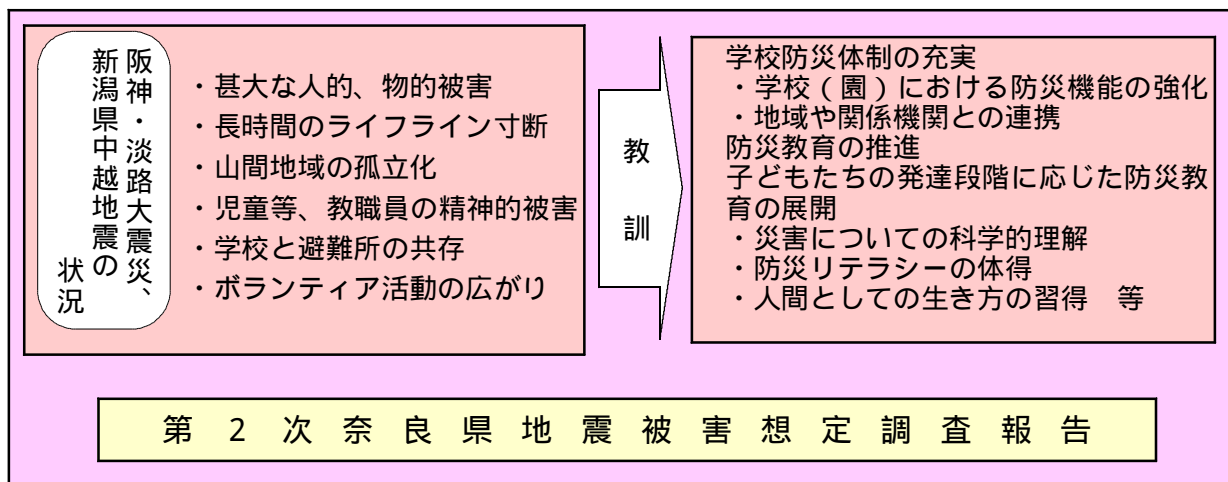 阪神・淡路大震災、
新潟県中越地震の
状況
・甚大な人的、物的被害
・長時間のライフライン寸断
・山間地域の孤立化
・児童等、教職員の精神的被害
・学校と避難所の共存
・ボランティア活動の広がり
教訓
学校防災体制の充実
・学校(園)における防災機能の強化
・地域や関係機関との連携
防災教育の推進
子どもたちの発達段階に応じた防災教
育の展開
・災害についての科学的理解
・防災リテラシーの体得
・人間としての生き方の習得　等
第2次奈良県地震被害想定調査報告